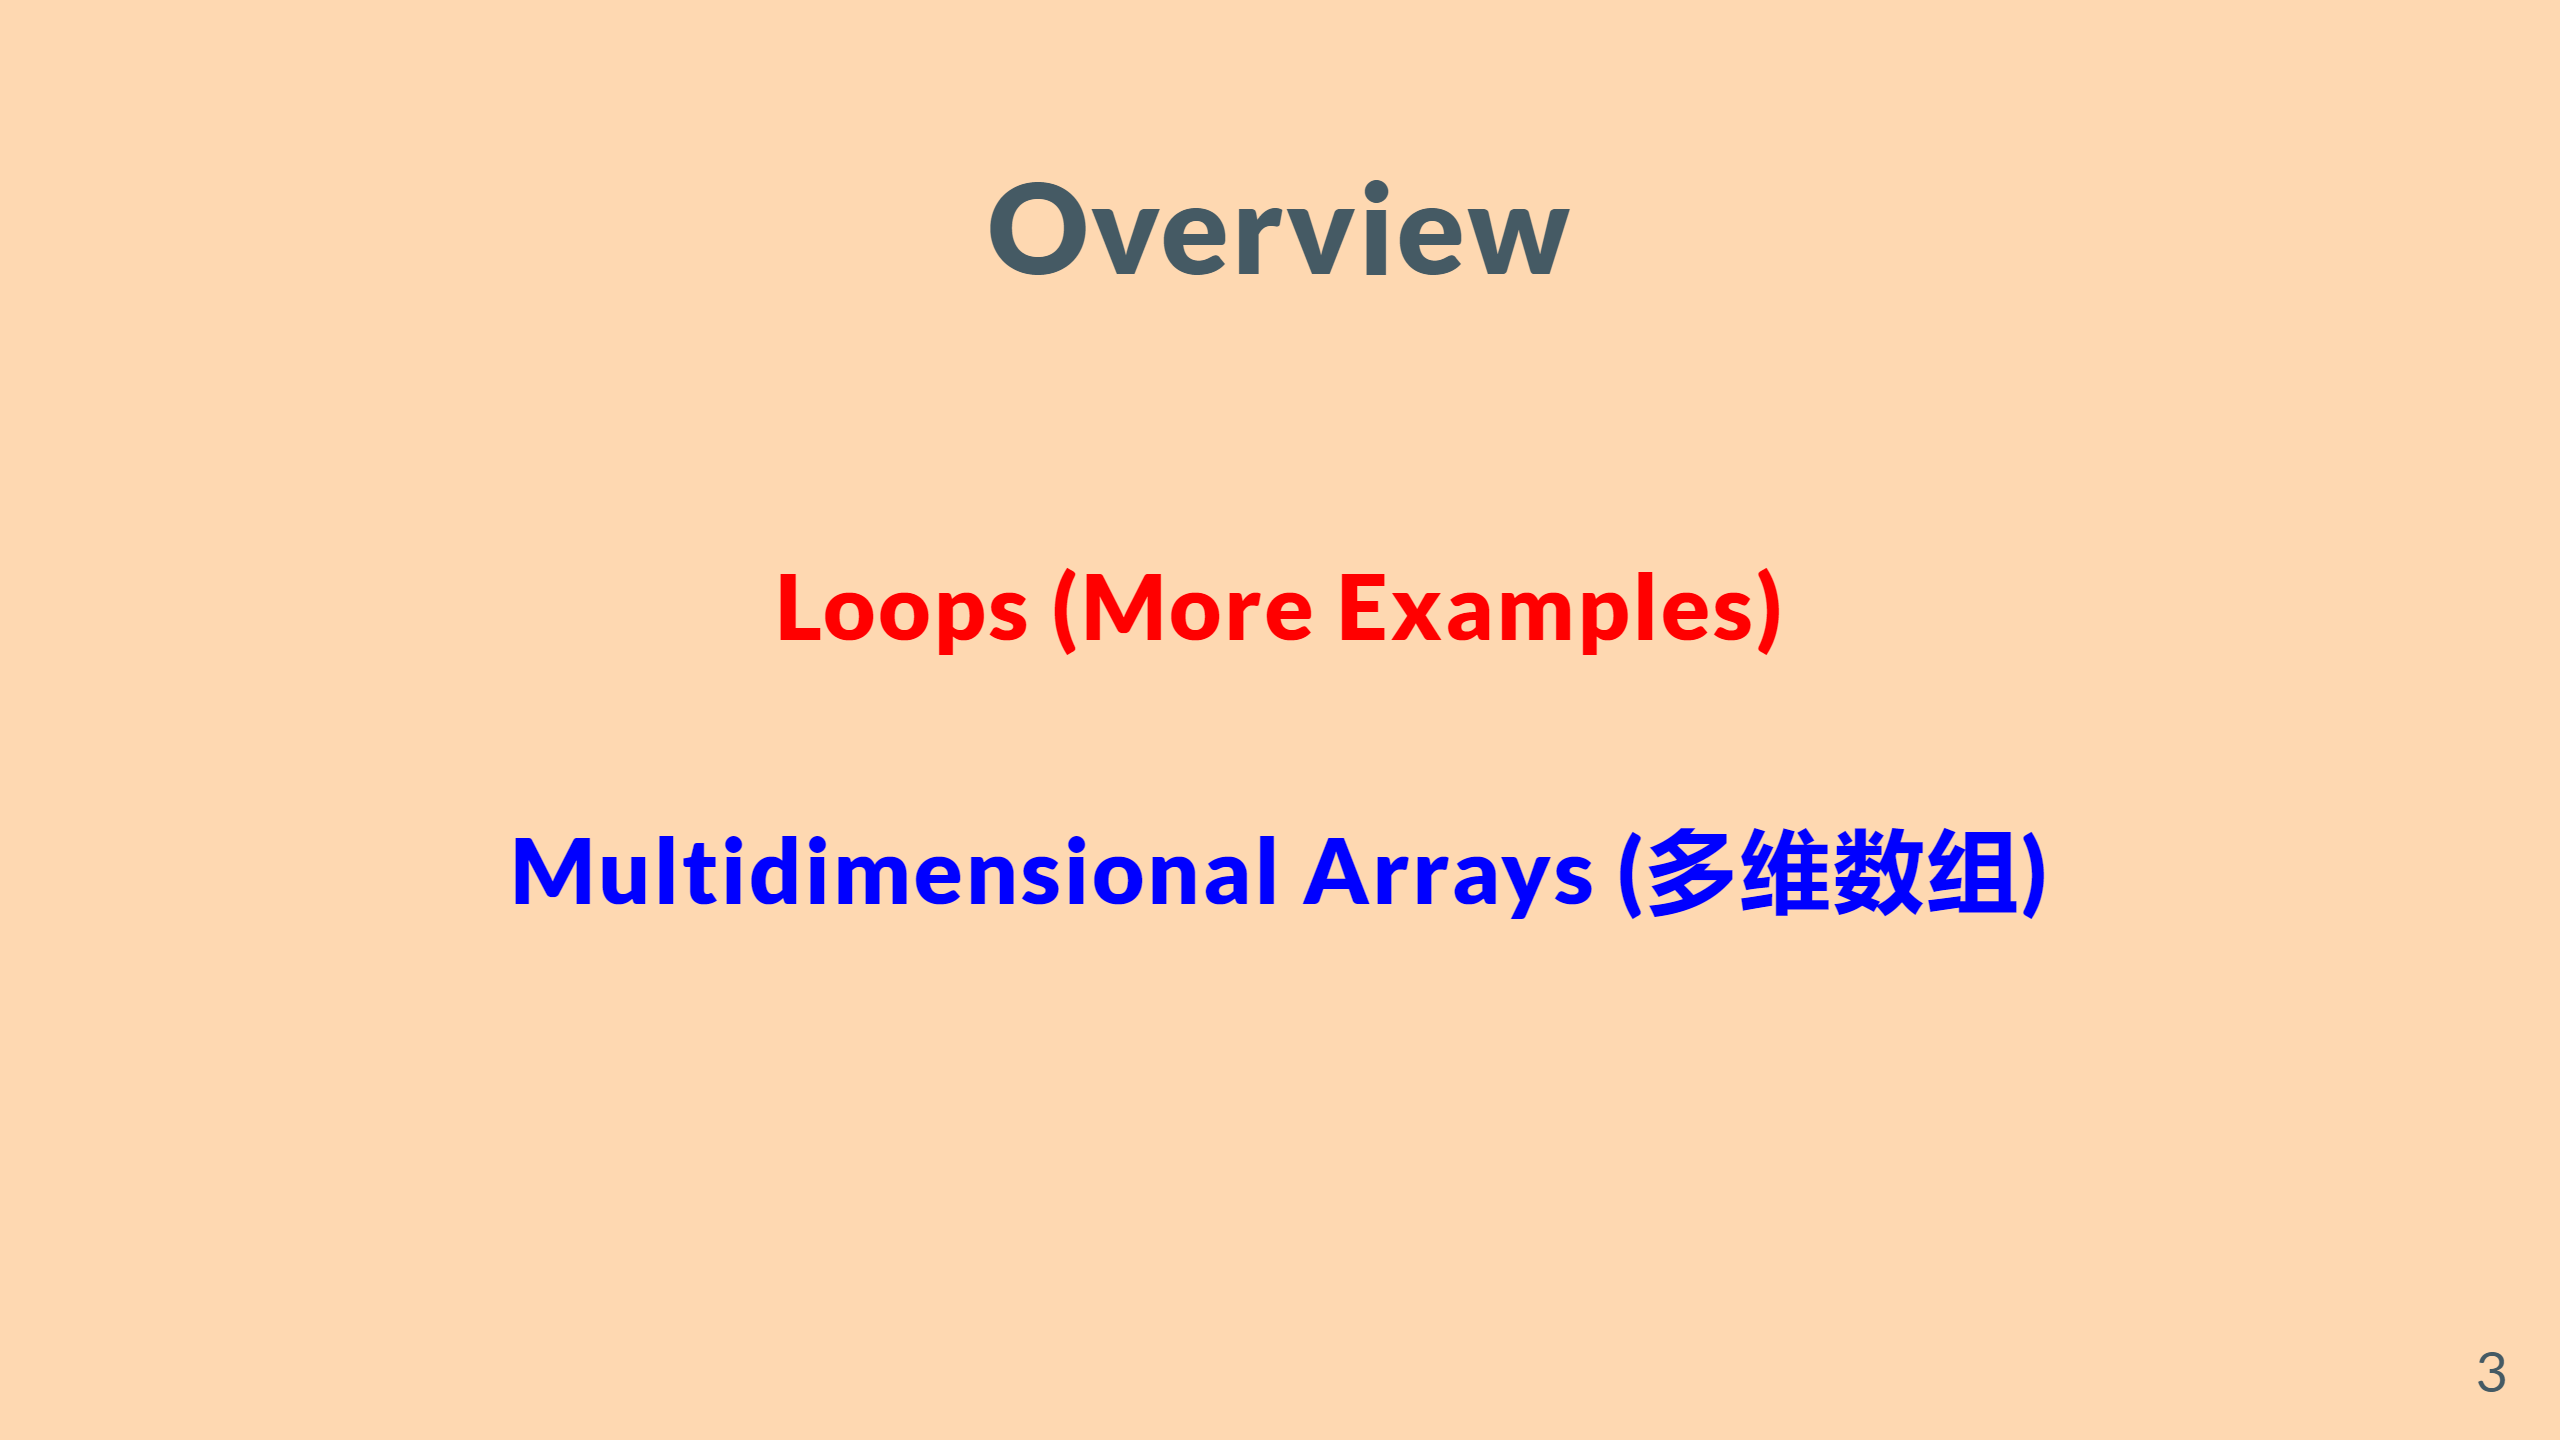 Overview
Loops (More Examples)
Multidimensional Arrays (多维数组)
3